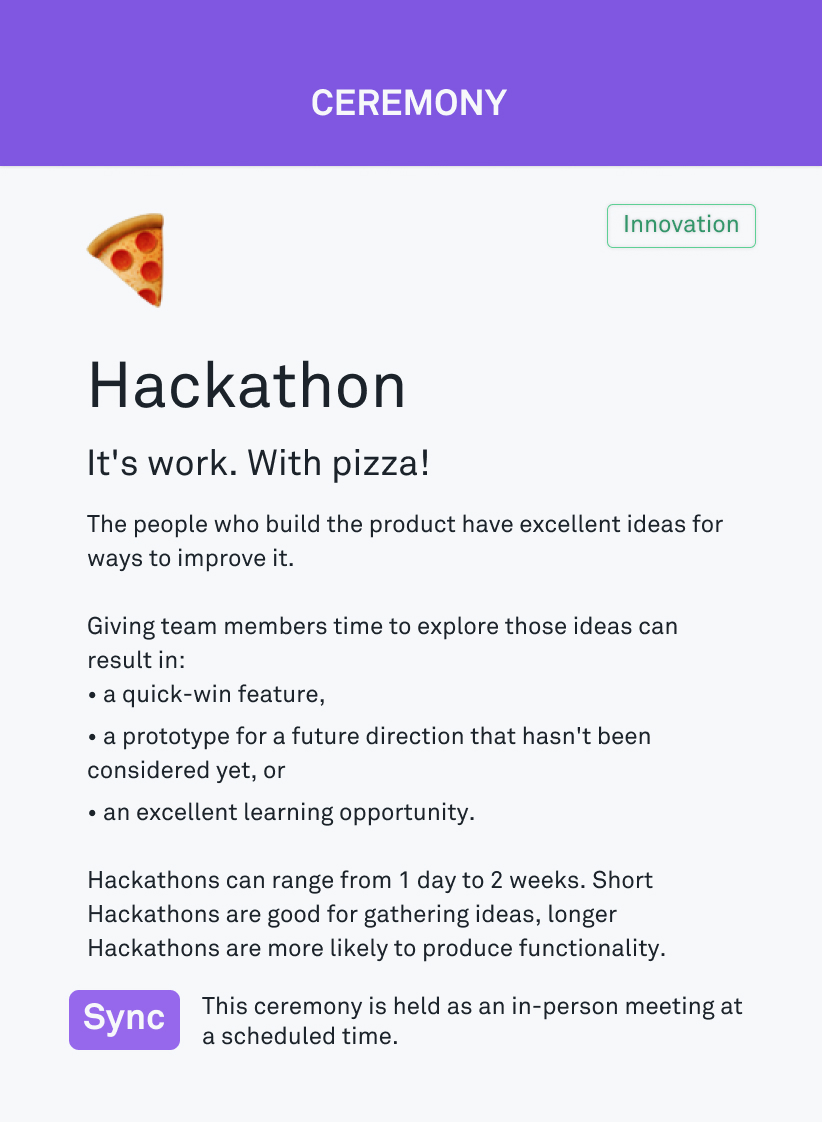 CEREMONY
Innovation
Hackathon
It's work. With pizza!
The people who build the product have excellent ideas for
ways to improve it.
Giving team members time to explore those ideas can
result in:
• a quick-win feature,
• a prototype for a future direction that hasn't been
considered yet, or
• an excellent learning opportunity.
Hackathons can range from 1 day to 2 weeks. Short
Hackathons are good for gathering ideas, longer
Hackathons are more likely to produce functionality.
Sync
This ceremony is held as an in-person meeting at
a scheduled time.